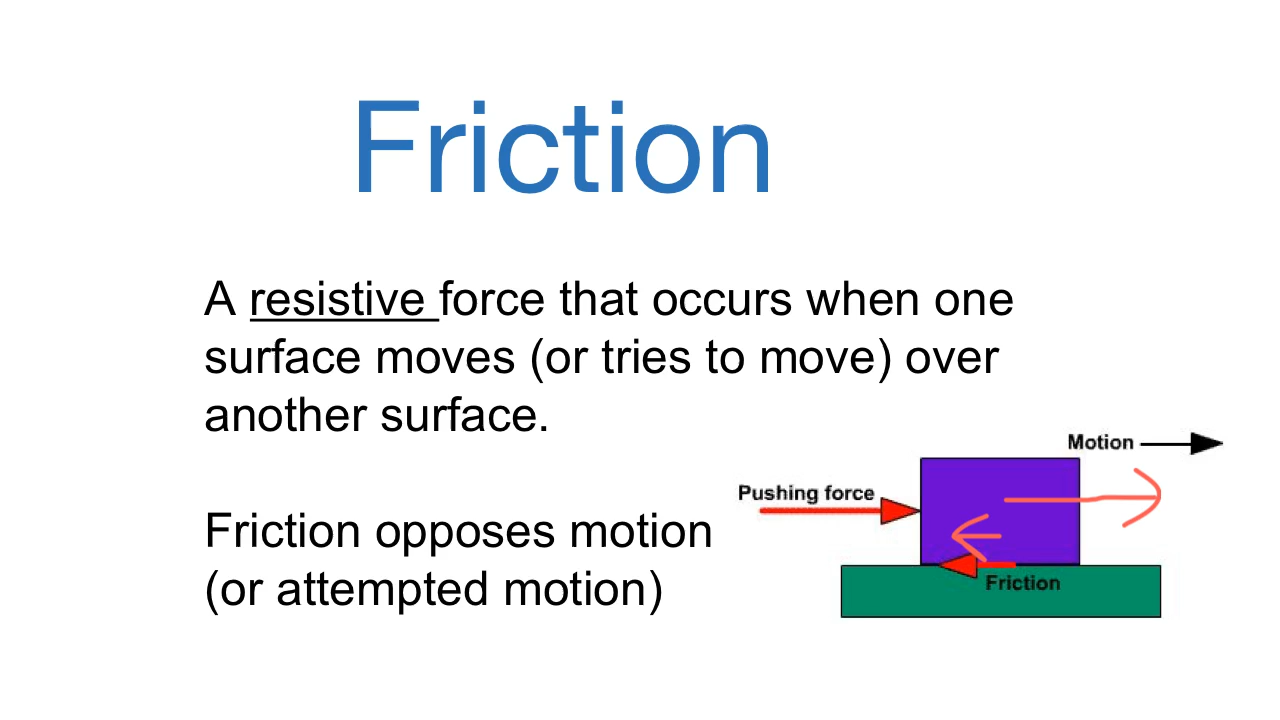 Friction
A resistive force that occurs when one
surface moves (or tries to move) over
another surface.
Motion
Pushing force
Friction opposes motion
(or attempted motion)
Friction